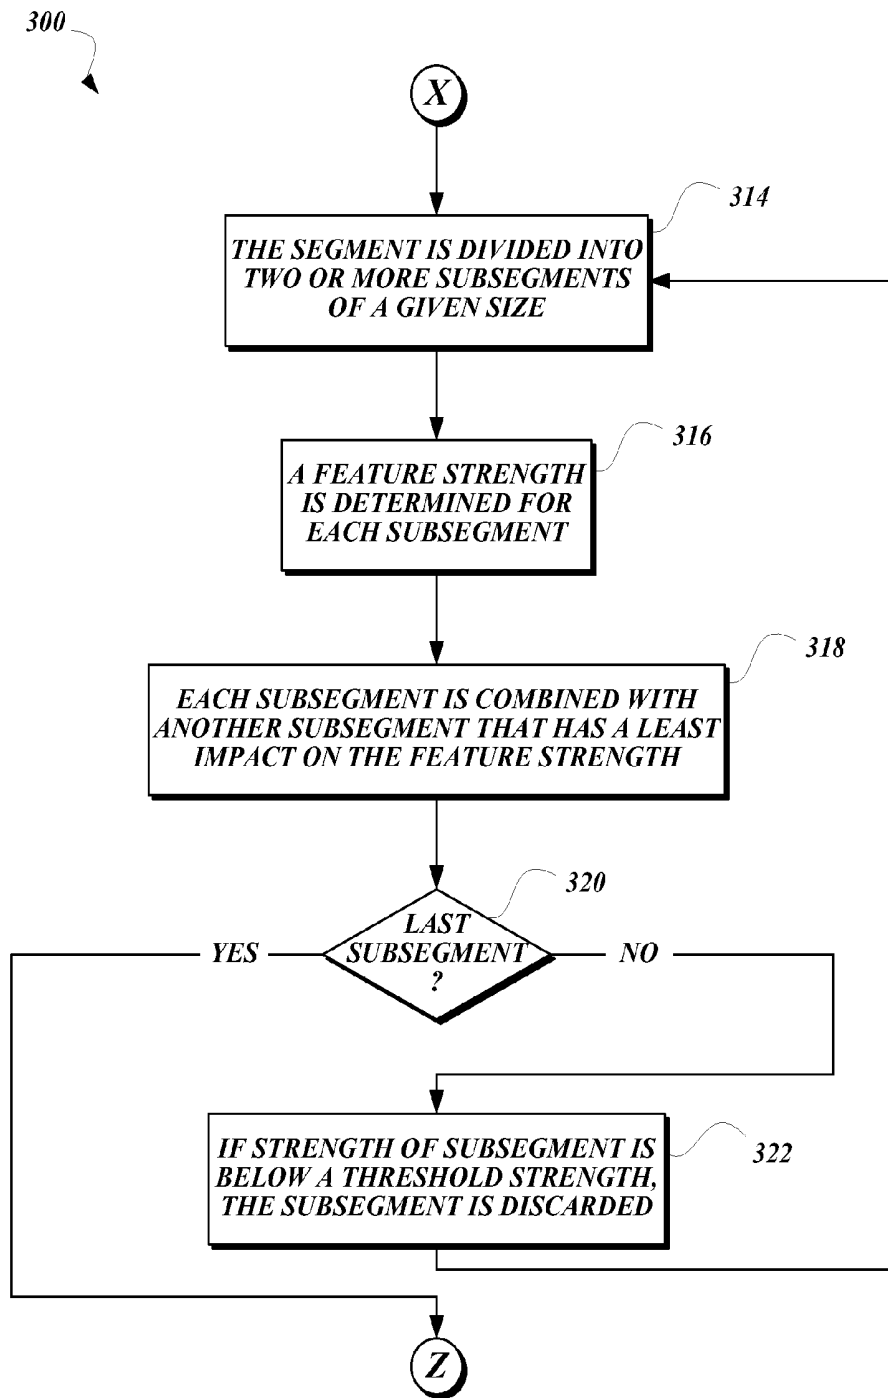 300
X
314
THE SEGMENT IS DIVIDED INTO
TWO OR MORE SUBSEGMENTS
OF A GIVEN SIZE
316
A FEATURE STRENGTH
IS DETERMINED FOR
EACH SUBSEGMENT
318
EACH SUBSEGMENT IS COMBINED WITH
ANOTHER SUBSEGMENT THAT HAS A LEAST
IMPACT ON THE FEATURE STRENGTH
320
LAST
SUBSEGMENT
?
YES
NO
322
IF STRENGTH OF SUBSEGMENT IS
BELOW A THRESHOLD STRENGTH,
THE SUBSEGMENT IS DISCARDED
Z